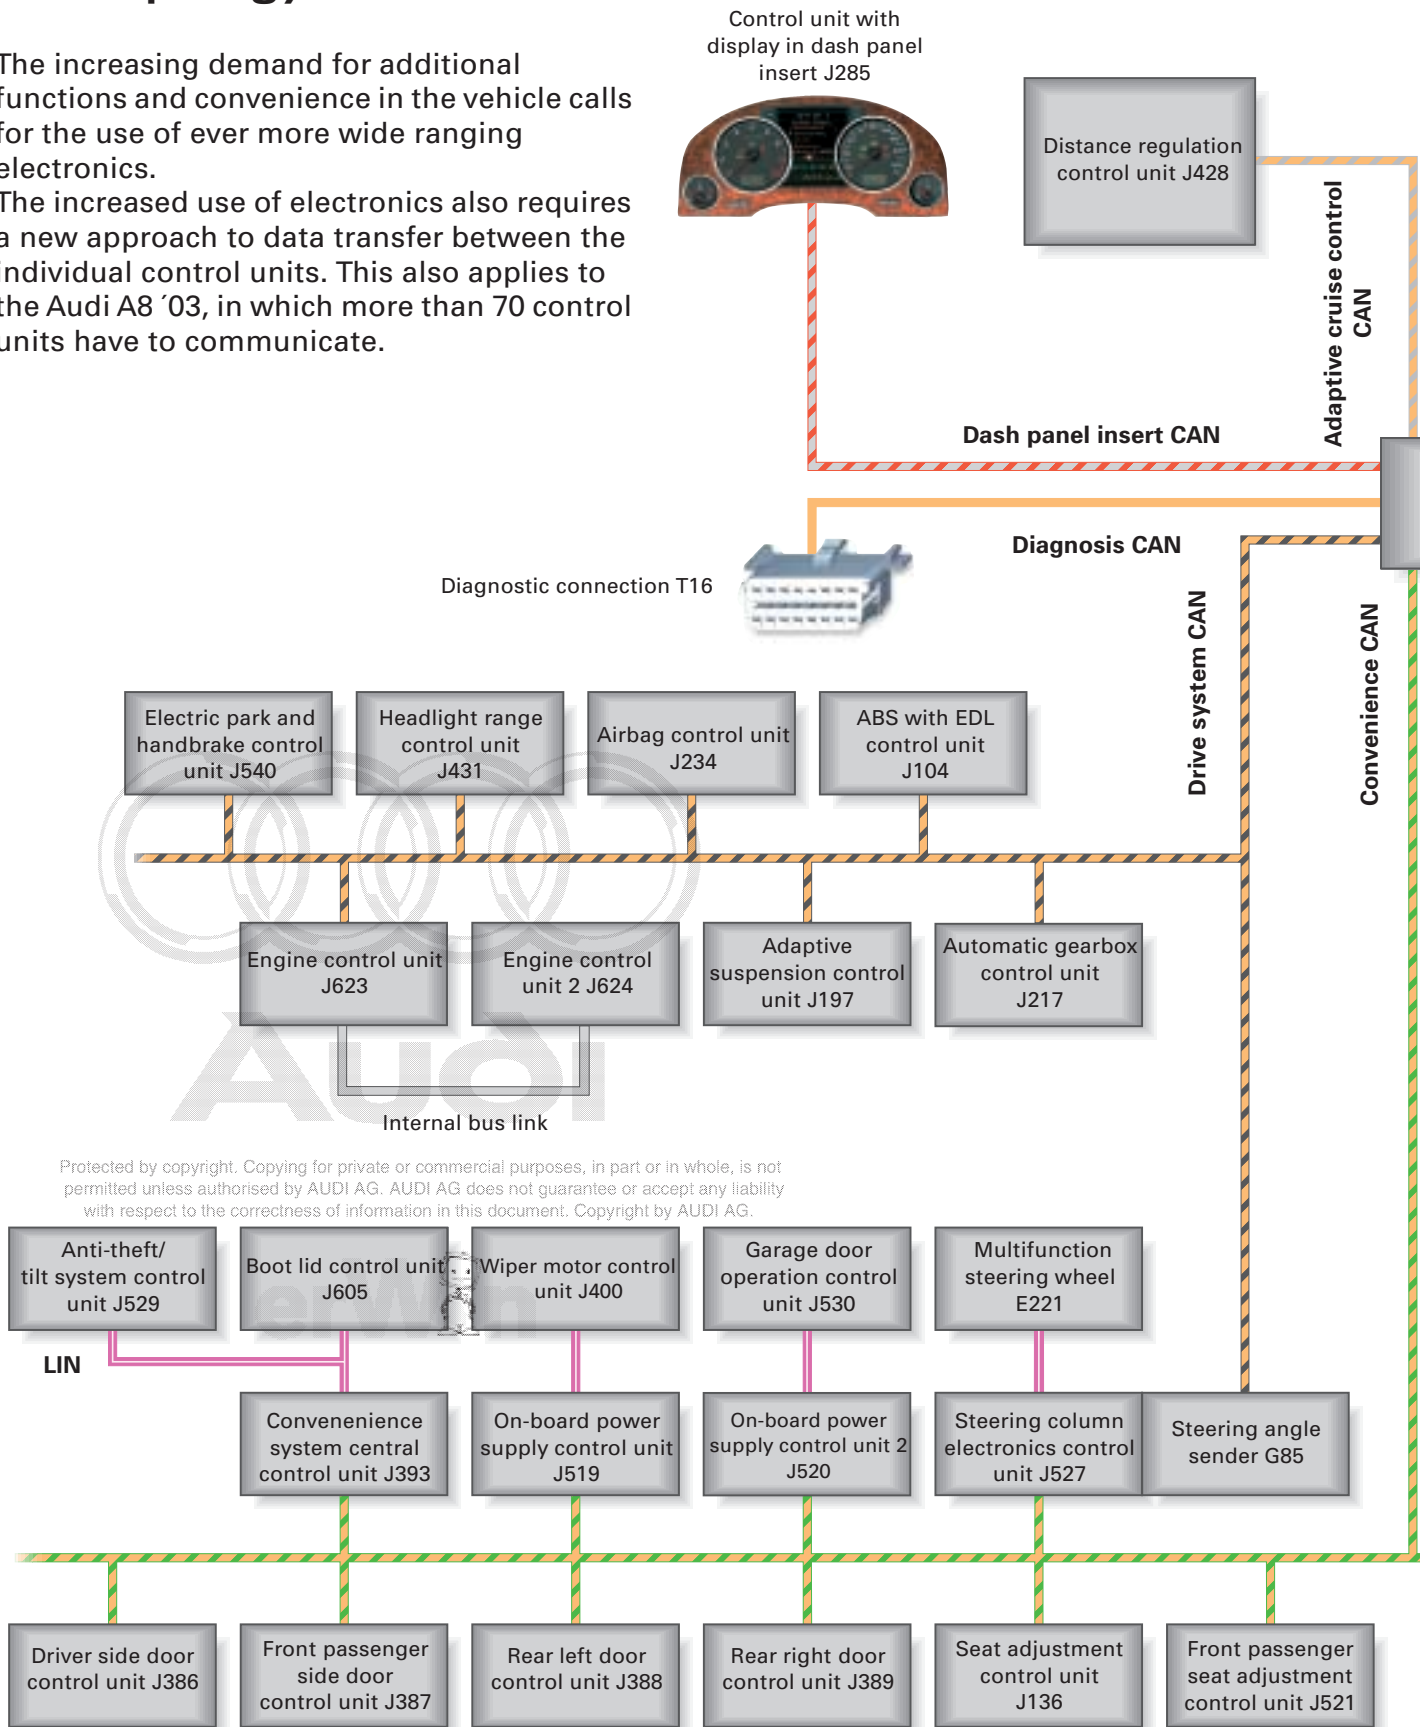 The increasing demand for additional
functions and convenience in the vehicle calls
for the use of ever more wide ranging
electronics.
The increased use of electronics also requires
a new approach to data transfer between the
individual control units. This also applies to
the Audi A8 ´03, in which more than 70 control
units have to communicate.
Control unit with
display in dash panel
insert J285
Distance regulation
control unit J428
Adaptive cruise control
CAN
Dash panel insert CAN
Diagnosis CAN
Diagnostic connection T16
Drive system CAN
Convenience CAN
Electric park and
handbrake control
unit J540
Headlight range
control unit
J431
Airbag control unit
J234
ABS with EDL
control unit
J104
Engine control unit
J623
Engine control
unit 2 J624
Adaptive
suspension control
unit J197
Automatic gearbox
control unit
J217
Audi
Internal bus link
Protected by copyright. Copying for private or commercial purposes, in part or in whole, is not
permitted unless authorised by AUDI AG. AUDI AG does not guarantee or accept any liability
with respect to the correctness of information in this document. Copyright by AUDI AG.
Anti-theft/
tilt system control
unit J529
Boot lid control unit
J605
Wiper motor control
unit J400
Garage door
operation control
unit J530
Multifunction
steering wheel
E221
LIN
Convenenience
system central
control unit J393
On-board power
supply control unit
J519
On-board power
supply control unit 2
J520
Steering column
electronics control
unit J527
Steering angle
sender G85
Driver side door
control unit J386
Front passenger
side door
control unit J387
Rear left door
control unit J388
Rear right door
control unit J389
Seat adjustment
control unit
J136
Front passenger
seat adjustment
control unit J521